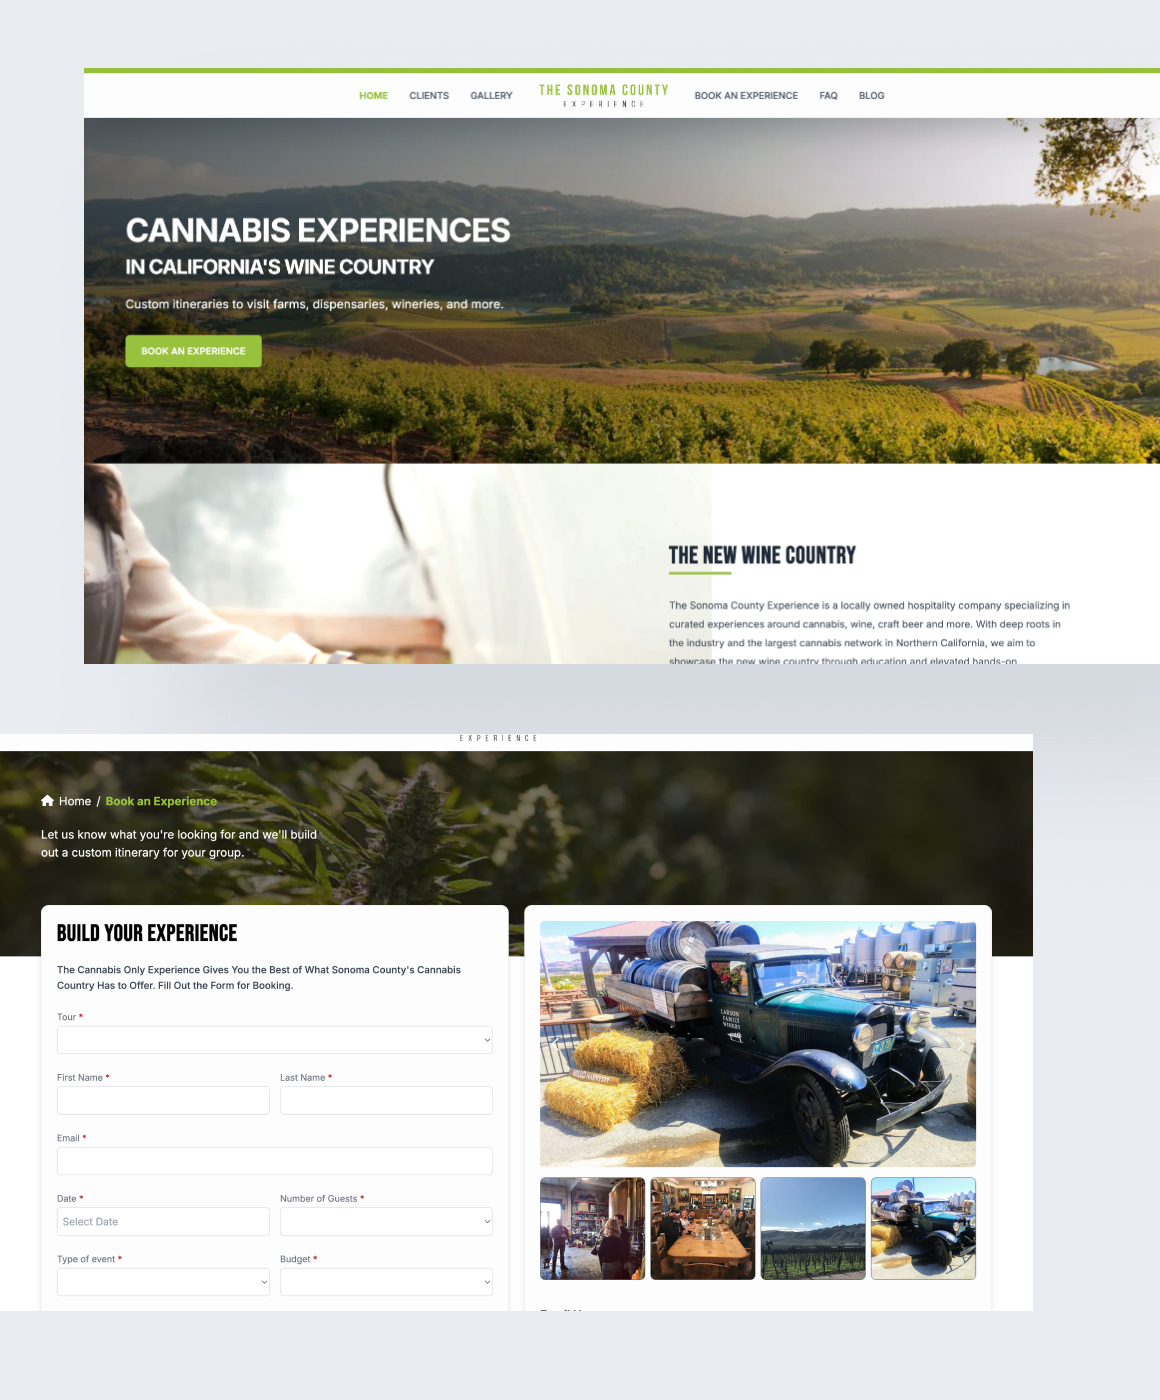 HOME CLIENTS GALLERY THE SONOMA COUNTY BOOK AN EXPERIENCE FAQ BLOG
EXPERIENCE
CANNABIS EXPERIENCES
IN CALIFORNIA'S WINE COUNTRY
Custom itineraries to visit farms, dispensaries, wineries, and more.
BOOK AN EXPERIENCE
THE NEW WINE COUNTRY
The Sonoma County Experience is a locally owned hospitality company specializing in
curated experiences around cannabis, wine, craft beer and more. With deep roots in
the industry and the largest cannabis network in Northern California, we aim to
showcase the new wine country through education and elevated hands-on
EXPERIENCE
Home / Book an Experience
Let us know what you're looking for and we'll build
out a custom itinerary for your group.
BUILD YOUR EXPERIENCE
The Cannabis Only Experience Gives You the Best of What Sonoma County's Cannabis
Country Has to Offer. Fill Out the Form for Booking.
Tour *
First Name * Last Name *
Email *
Date * Number of Guests *
Select Date
Type of event * Budget *
LARSON
FAMILY
WINERY